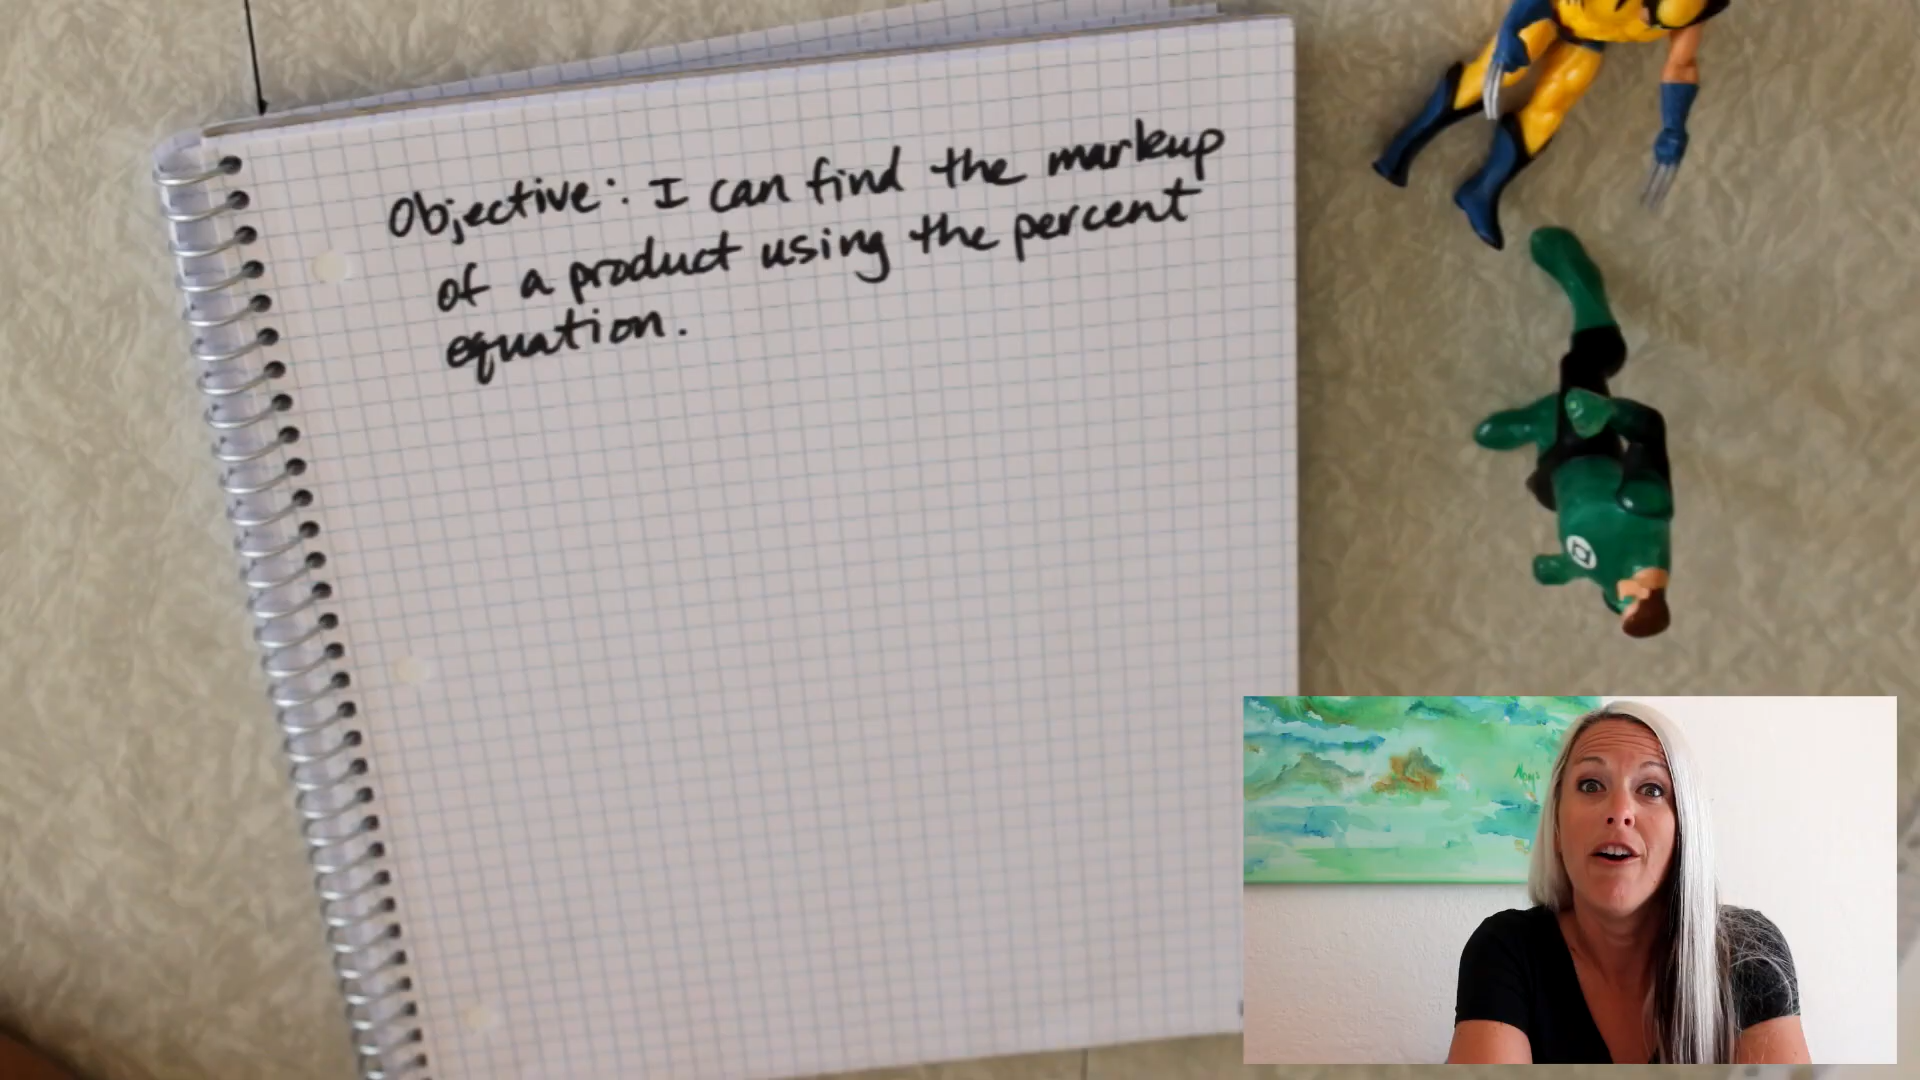 Objective: I can find the markup
of a product using the percent
equation.